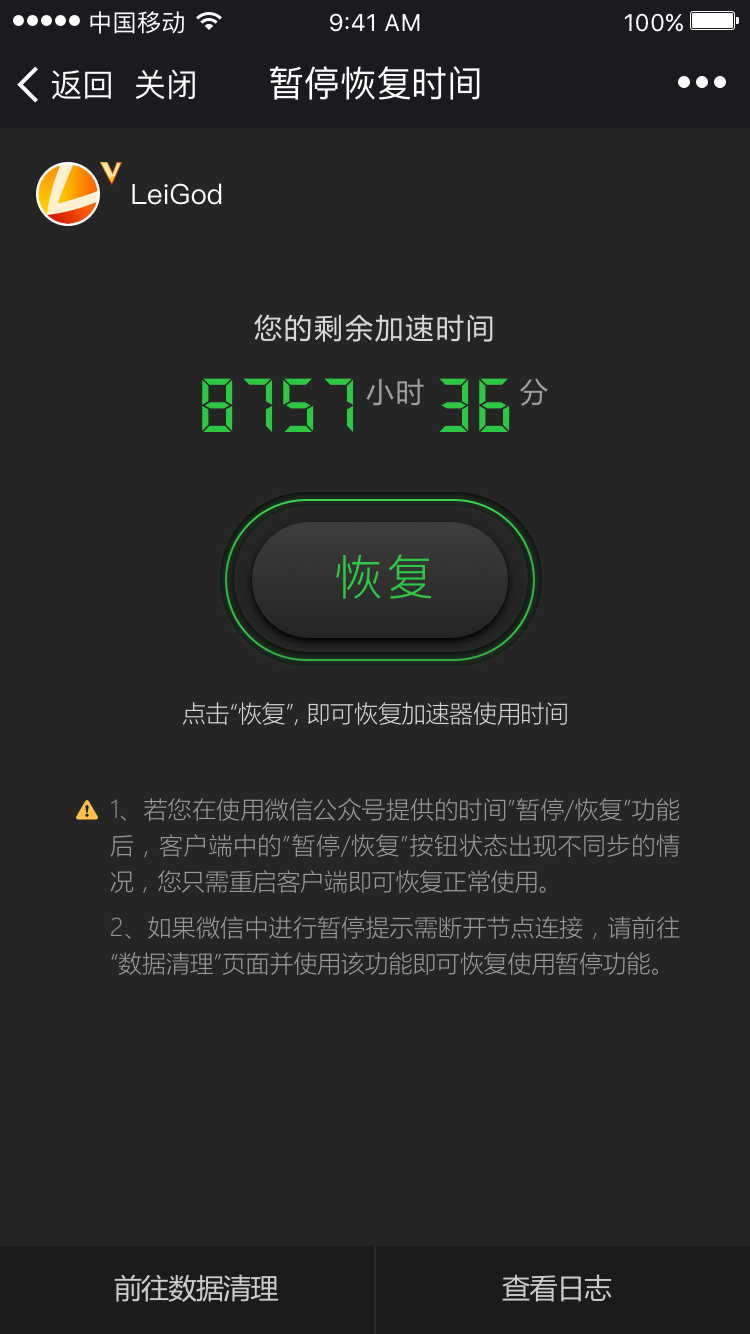 中国移动 9:41 AM 100%
返回 关闭 暂停恢复时间
LeiGod
您的剩余加速时间
8757小时36分
恢复
点击“恢复”, 即可恢复加速器使用时间
1、若您在使用微信公众号提供的时间“暂停/恢复”功能
后，客户端中的“暂停/恢复”按钮状态出现不同步的情
况，您只需重启客户端即可恢复正常使用。
2、如果微信中进行暂停提示需断开节点连接，请前往
“数据清理”页面并使用该功能即可恢复使用暂停功能。
前往数据清理 查看日志